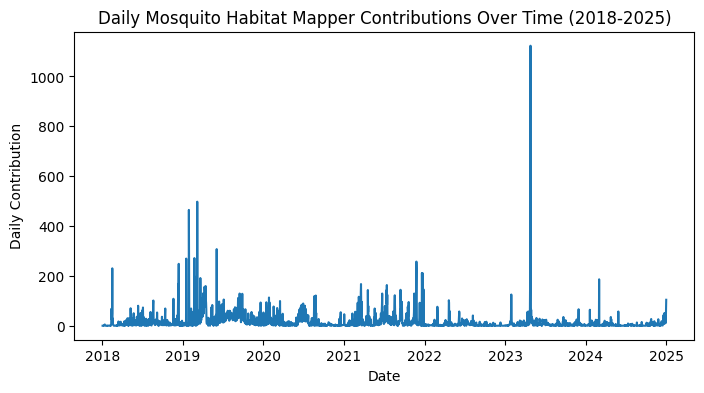 Daily Mosquito Habitat Mapper Contributions Over Time (2018-2025)
Daily Contribution
1000
800
600
400
200
0
2018 2019 2020 2021 2022 2023 2024 2025
Date